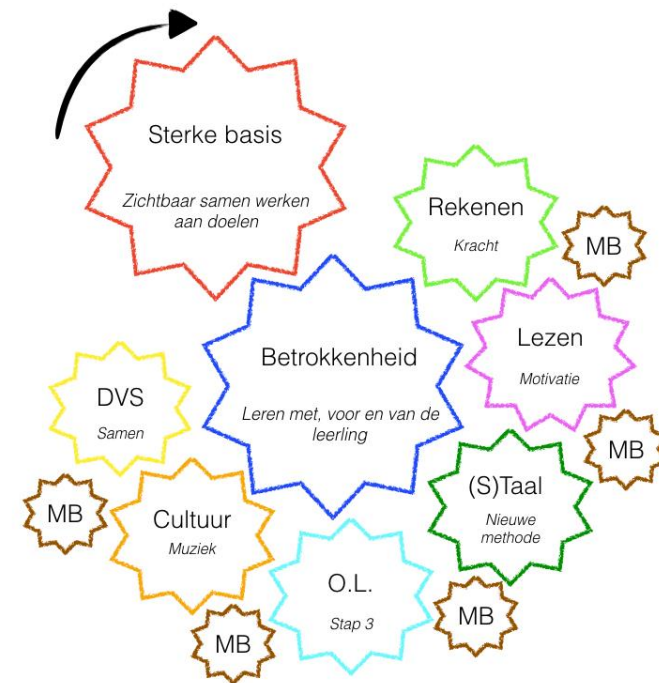 Sterke basis
Zichtbaar samen werken
aan doelen
Rekenen
Kracht
MB
Lezen
Motivatie
Betrokkenheid
Leren met, voor en van de
leerling
DVS
Samen
MB
(S)Taal
Nieuwe
methode
MB
Cultuur
Muziek
O.L.
Stap 3
MB
MB